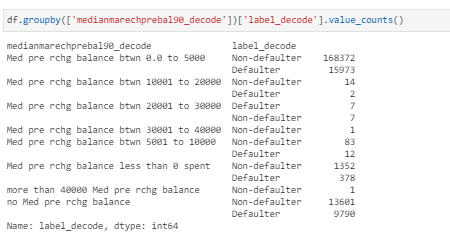 df.groupby(['medianmarechprebal90_decode'])['label_decode'].value_counts()
medianmarechprebal90_decode label_decode
Med pre rchg balance btwn 0.0 to 5000 Non-defaulter 168372
Defaulter 15973
Med pre rchg balance btwn 10001 to 20000 Non-defaulter 14
Defaulter 2
Med pre rchg balance btwn 20001 to 30000 Defaulter 7
Non-defaulter 7
Med pre rchg balance btwn 30001 to 40000 Non-defaulter 1
Med pre rchg balance btwn 5001 to 10000 Non-defaulter 83
Defaulter 12
Med pre rchg balance less than 0 spent Non-defaulter 1352
Defaulter 378
more than 40000 Med pre rchg balance Non-defaulter 1
no Med pre rchg balance Non-defaulter 13601
Defaulter 9790
Name: label_decode, dtype: int64